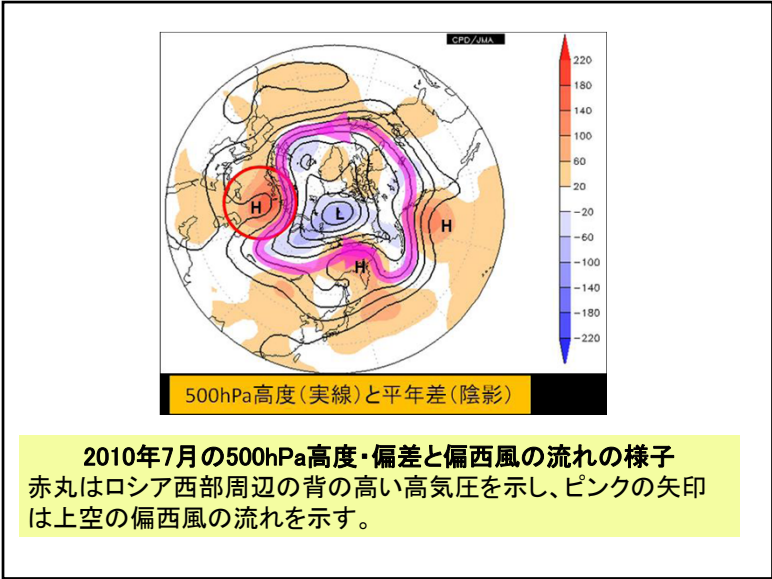 CPD/JMA
220
180
140
100
60
20
-20
-60
-100
-140
-180
-220
H
H
L
H
500hPa高度(実線)と平年差(陰影)
2010年7月の500hPa高度・偏差と偏西風の流れの様子
赤丸はロシア西部周辺の背の高い高気圧を示し、ピンクの矢印
は上空の偏西風の流れを示す。